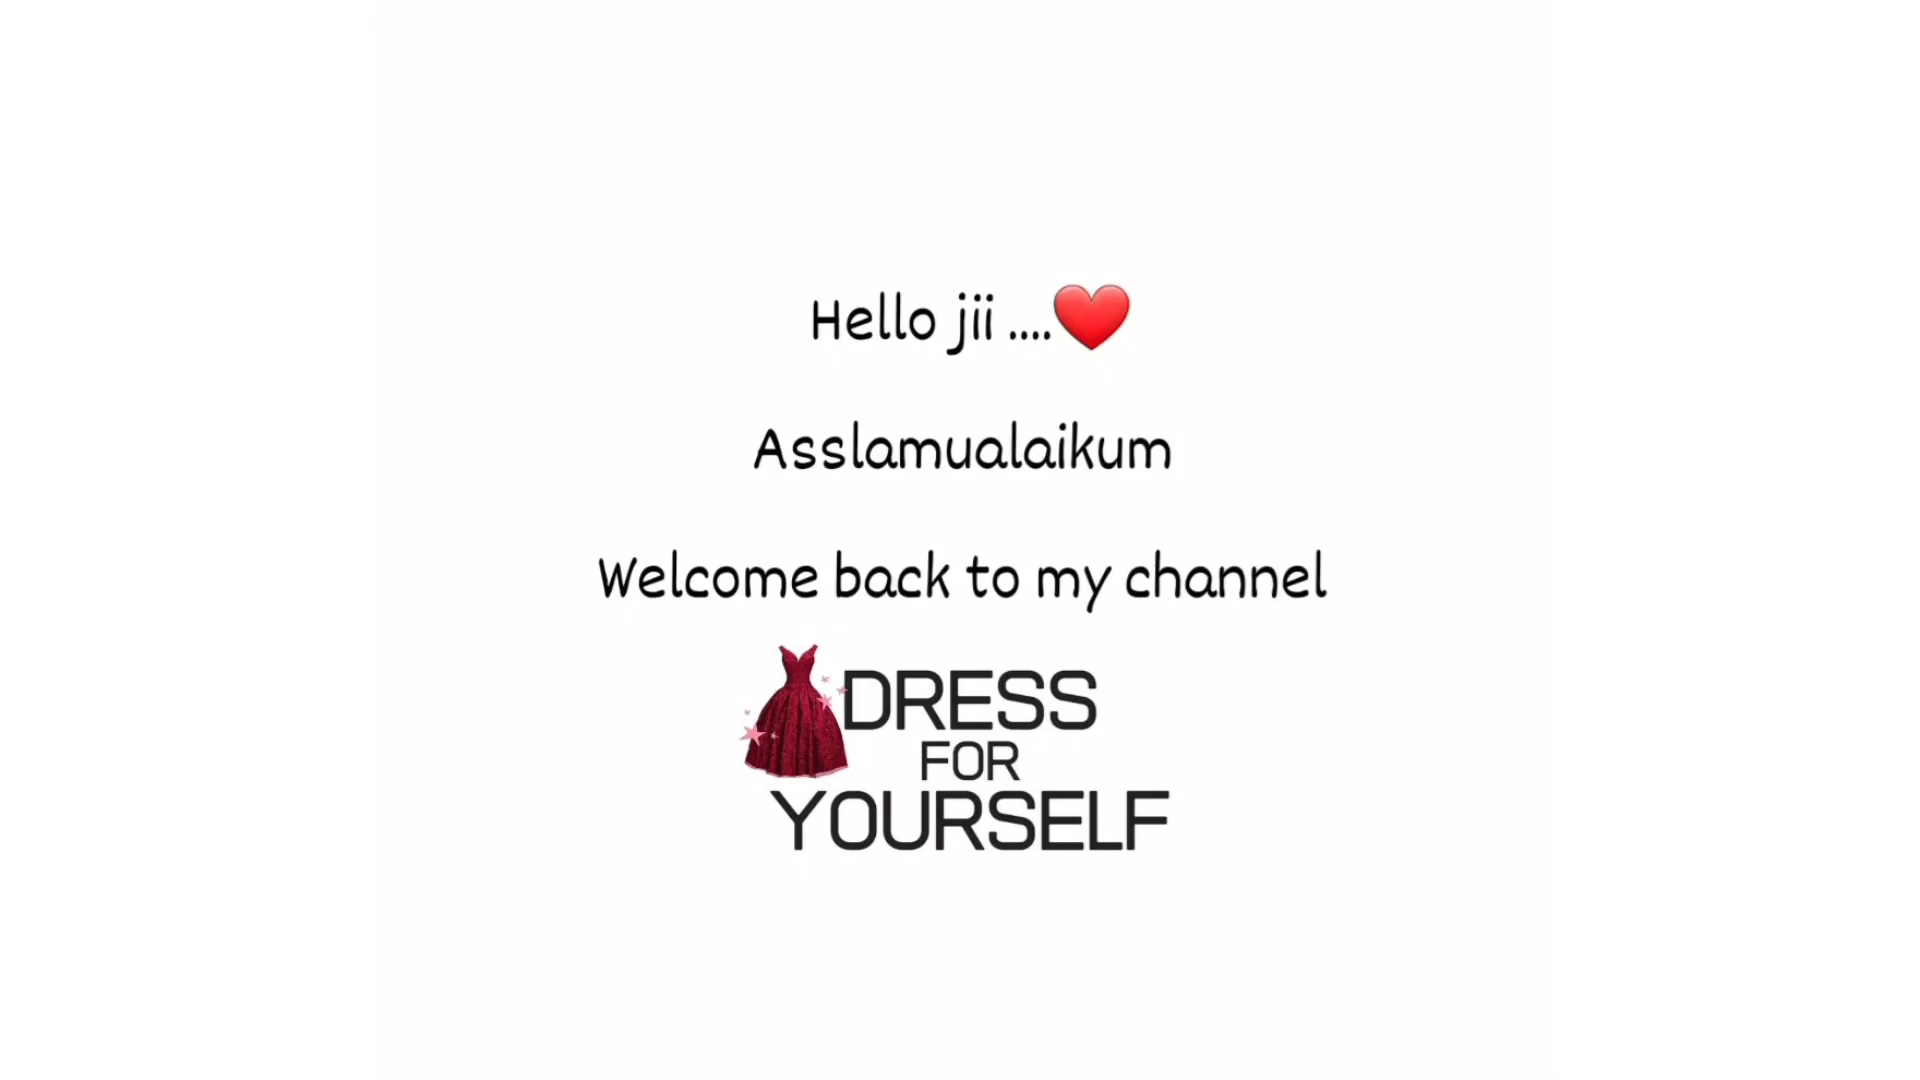 Hello jii ....❤️
Asslamualaikum
Welcome back to my channel
DRESS
FOR
YOURSELF